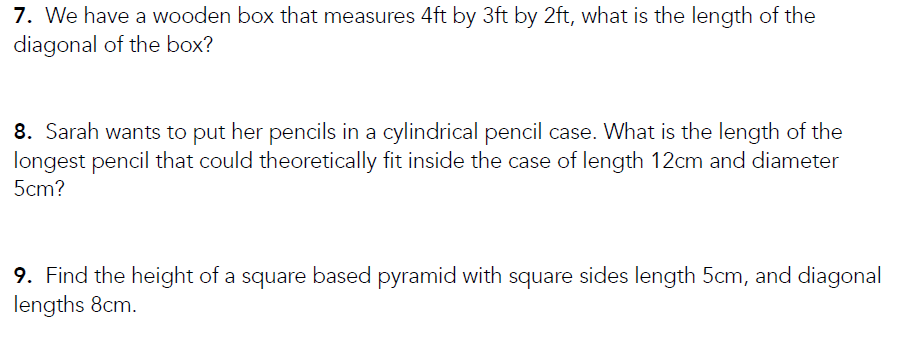 7. We have a wooden box that measures 4ft by 3ft by 2ft, what is the length of the
diagonal of the box?
8. Sarah wants to put her pencils in a cylindrical pencil case. What is the length of the
longest pencil that could theoretically fit inside the case of length 12cm and diameter
5cm?
9. Find the height of a square based pyramid with square sides length 5cm, and diagonal
lengths 8cm.